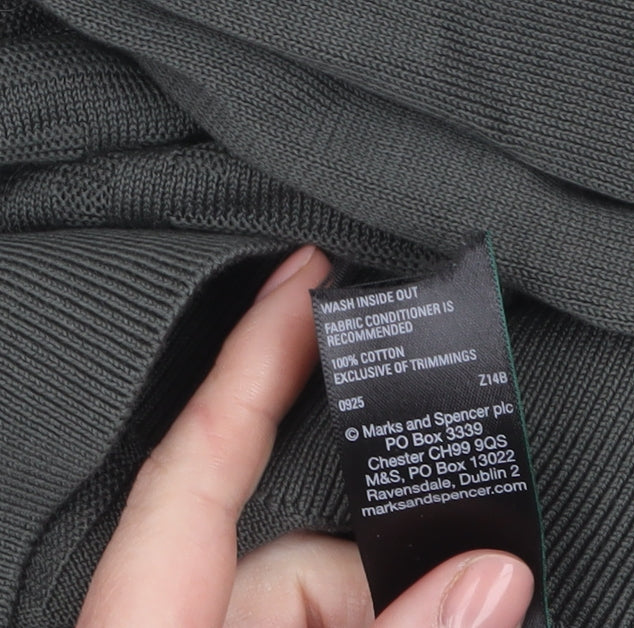 WASH INSIDE OUT
FABRIC CONDITIONER IS
RECOMMENDED
100% COTTON
EXCLUSIVE OF TRIMMINGS
Z14B
0925
© Marks and Spencer plc
PO Box 3339
Chester CH99 9QS
M&S, PO Box 13022
Ravensdale, Dublin 2
marksandspencer.com